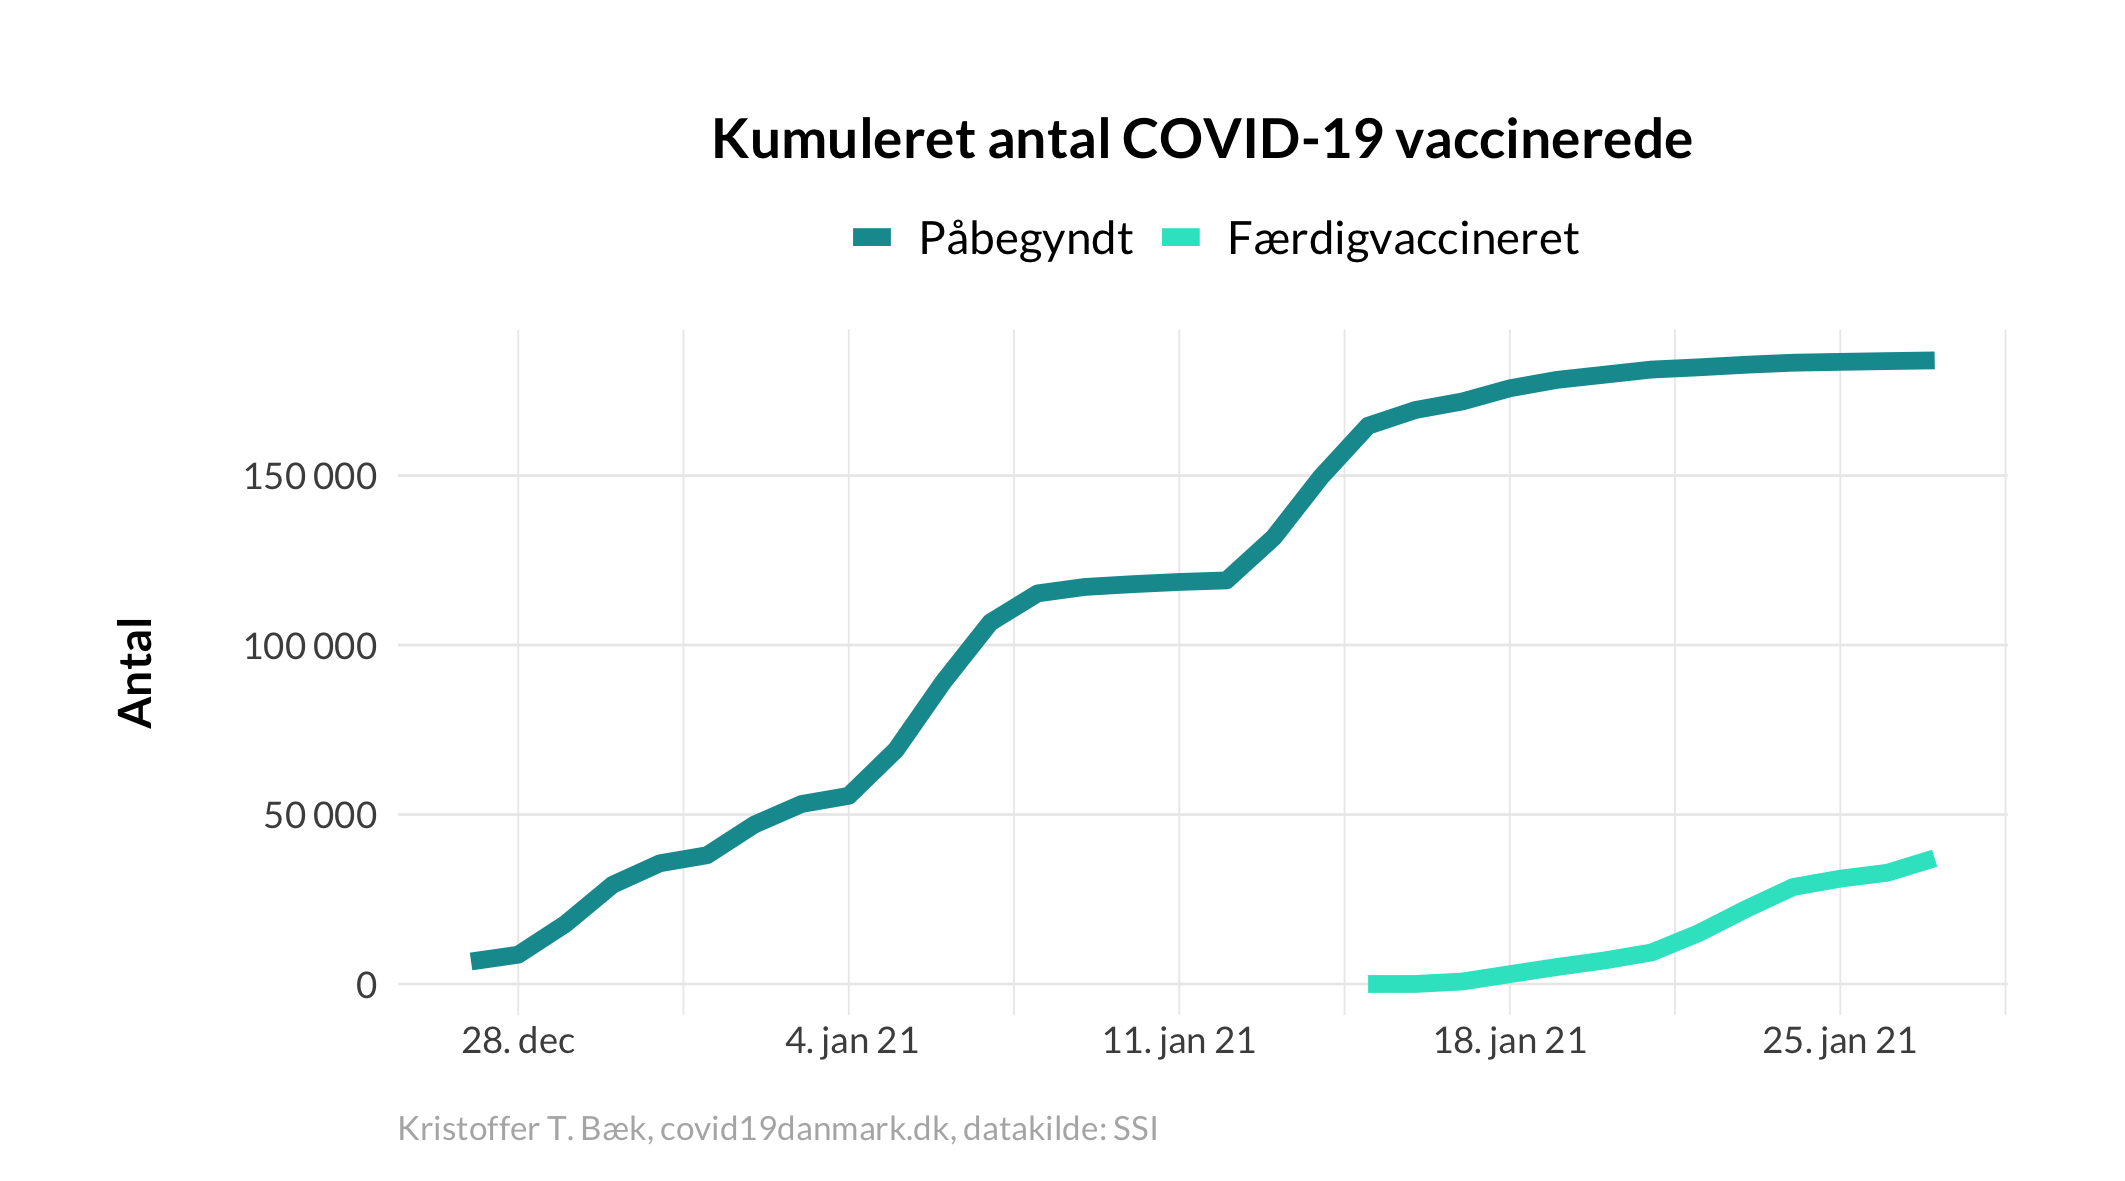 Kumuleret antal COVID-19 vaccinerede
Påbegyndt Færdigvaccineret
Antal
150 000
100 000
50 000
0
28. dec 4. jan 21 11. jan 21 18. jan 21 25. jan 21
Kristoffer T. Bæk, covid19danmark.dk, datakilde: SSI